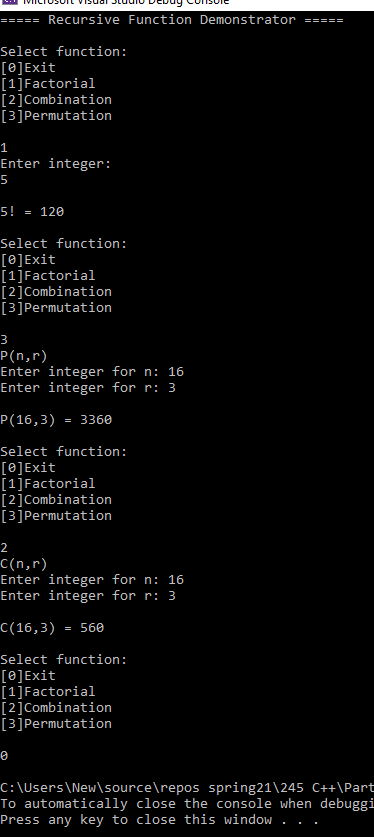 Microsoft Visual Studio Debug Console
===== Recursive Function Demonstrator =====
Select function:
[0]Exit
[1]Factorial
[2]Combination
[3]Permutation
1
Enter integer:
5
5! = 120
Select function:
[0]Exit
[1]Factorial
[2]Combination
[3]Permutation
3
P(n,r)
Enter integer for n: 16
Enter integer for r: 3
P(16,3) = 3360
Select function:
[0]Exit
[1]Factorial
[2]Combination
[3]Permutation
2
C(n,r)
Enter integer for n: 16
Enter integer for r: 3
C(16,3) = 560
Select function:
[0]Exit
[1]Factorial
[2]Combination
[3]Permutation
0
C:\Users\New\source\repos spring21\245 C++\Part
To automatically close the console when debuggi
Press any key to close this window . . .